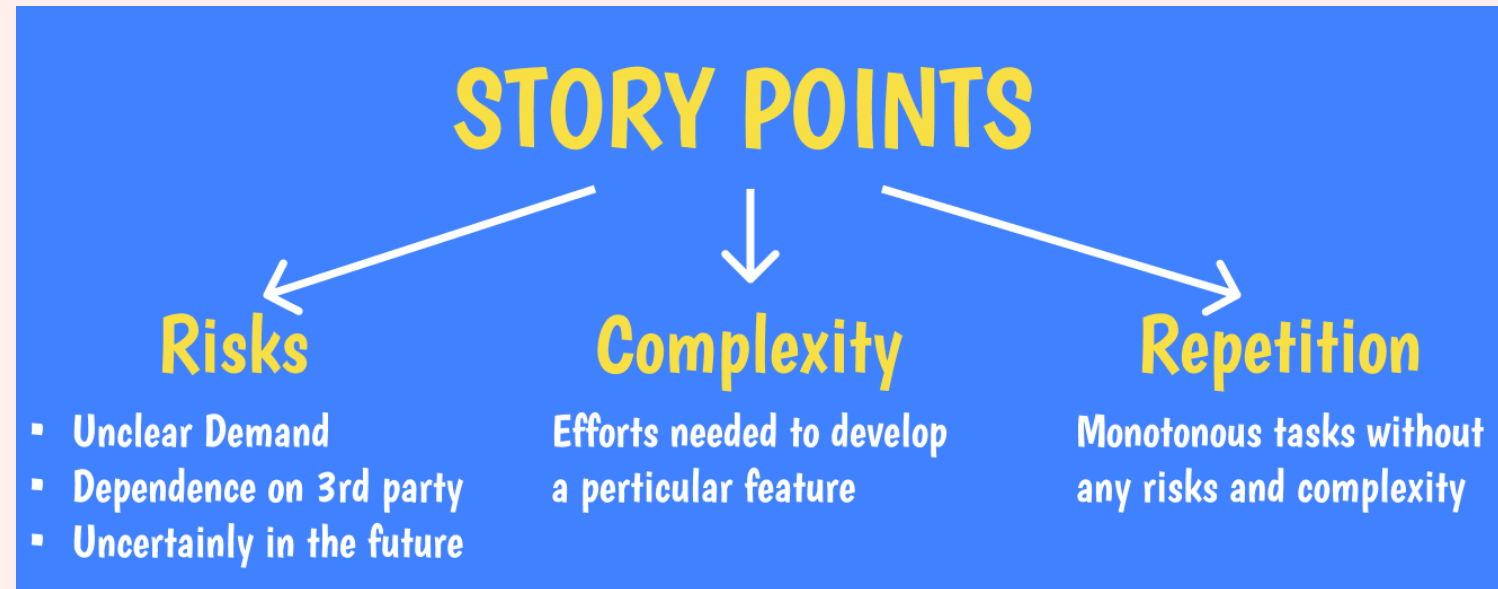 STORY POINTS
Risks
▪ Unclear Demand
▪ Dependence on 3rd party
▪ Uncertainly in the future
Complexity
Efforts needed to develop
a perticular feature
Repetition
Monotonous tasks without
any risks and complexity